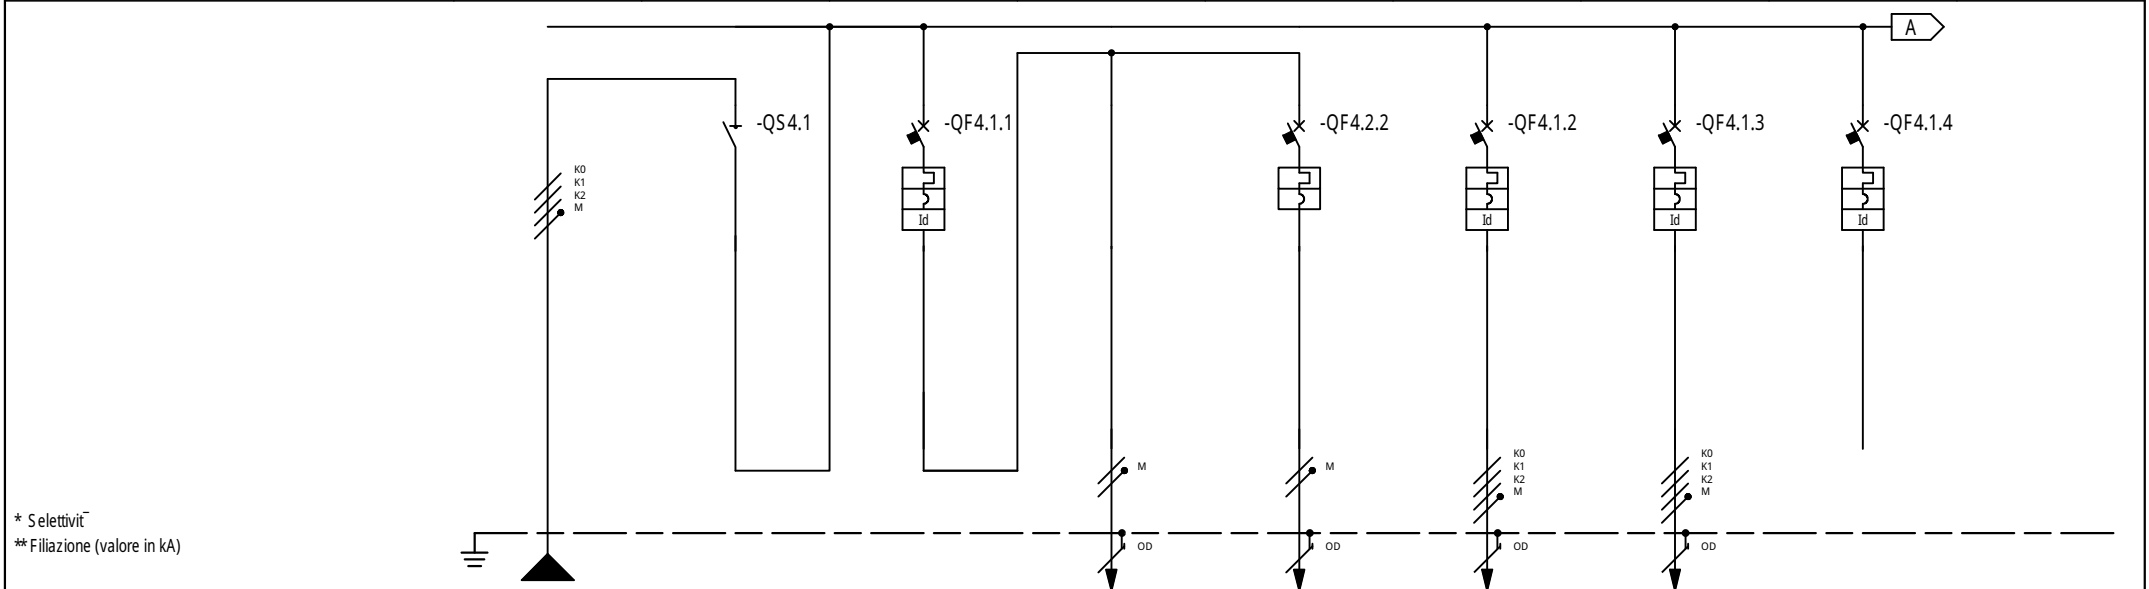 A
-QS4.1
-QF4.1.1
-QF4.2.2
-QF4.1.2
-QF4.1.3
-QF4.1.4
K0
K1
K2
M
Id
Id
Id
Id
M
M
K0
K1
K2
M
K0
K1
K2
M
* Selettivit¯
** Filiazione (valore in kA)
OD
OD
OD
OD